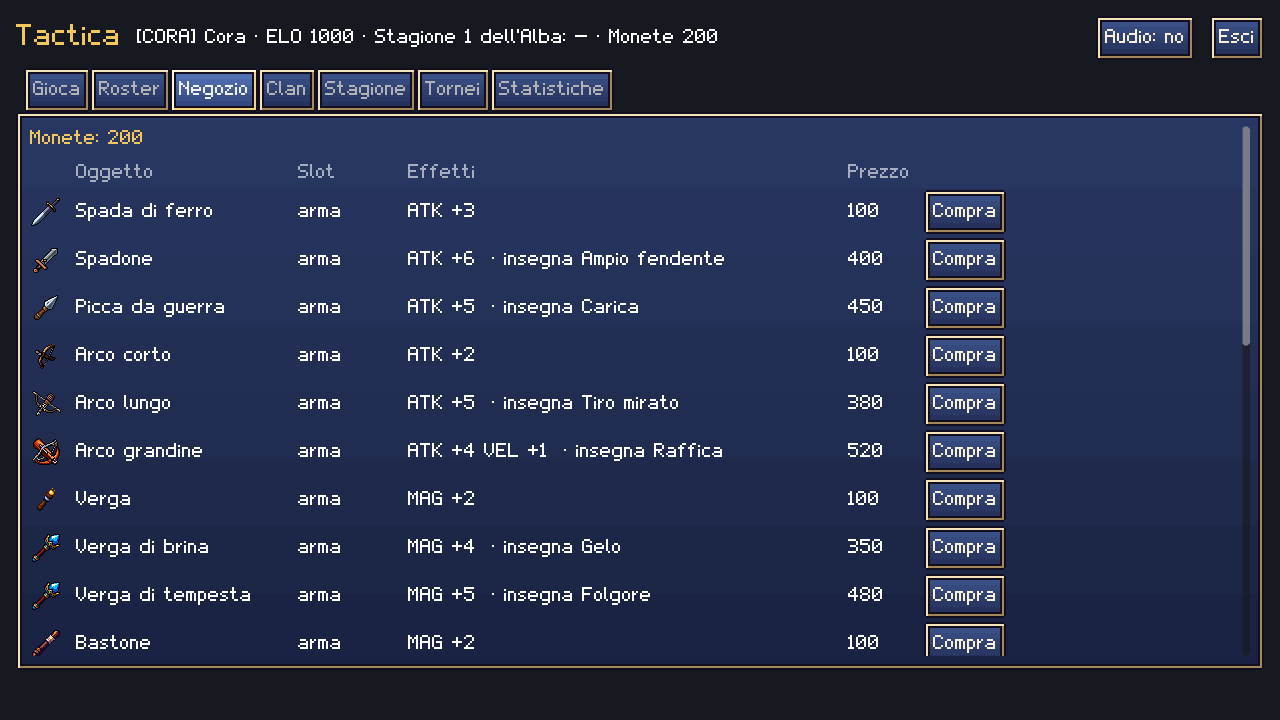 Tactica [CORA] Cora · ELO 1000 · Stagione 1 dell'Alba: — · Monete 200 Audio: no Esci
Gioca Roster Negozio Clan Stagione Tornei Statistiche
Monete: 200
Oggetto Slot Effetti Prezzo
Spada di ferro arma ATK +3 100 Compra
Spadone arma ATK +6 · insegna Ampio fendente 400 Compra
Picca da guerra arma ATK +5 · insegna Carica 450 Compra
Arco corto arma ATK +2 100 Compra
Arco lungo arma ATK +5 · insegna Tiro mirato 380 Compra
Arco grandine arma ATK +4 VEL +1 · insegna Raffica 520 Compra
Verga arma MAG +2 100 Compra
Verga di brina arma MAG +4 · insegna Gelo 350 Compra
Verga di tempesta arma MAG +5 · insegna Folgore 480 Compra
Bastone arma MAG +2 100 Compra